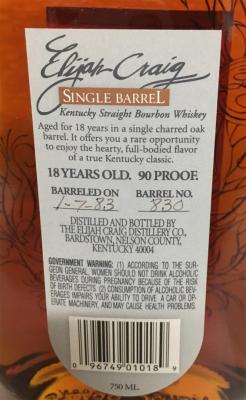 Elijah Craig
SINGLE BARREL
Kentucky Straight Bourbon Whiskey
Aged for 18 years in a single charred oak
barrel. It offers you a rare opportunity
to enjoy the hearty, full-bodied flavor
of a true Kentucky classic.
18 YEARS OLD. 90 PROOF.
BARRELED ON BARREL NO.
1-7-83 830
DISTILLED AND BOTTLED BY
THE ELIJAH CRAIG DISTILLERY CO.,
BARDSTOWN, NELSON COUNTY,
KENTUCKY 40004
GOVERNMENT WARNING: (1) ACCORDING TO THE SUR-
GEON GENERAL, WOMEN SHOULD NOT DRINK ALCOHOLIC
BEVERAGES DURING PREGNANCY BECAUSE OF THE RISK
OF BIRTH DEFECTS. (2) CONSUMPTION OF ALCOHOLIC BEV-
ERAGES IMPAIRS YOUR ABILITY TO DRIVE A CAR OR OP-
ERATE MACHINERY, AND MAY CAUSE HEALTH PROBLEMS.
0 96749 01018 9
750 ML.